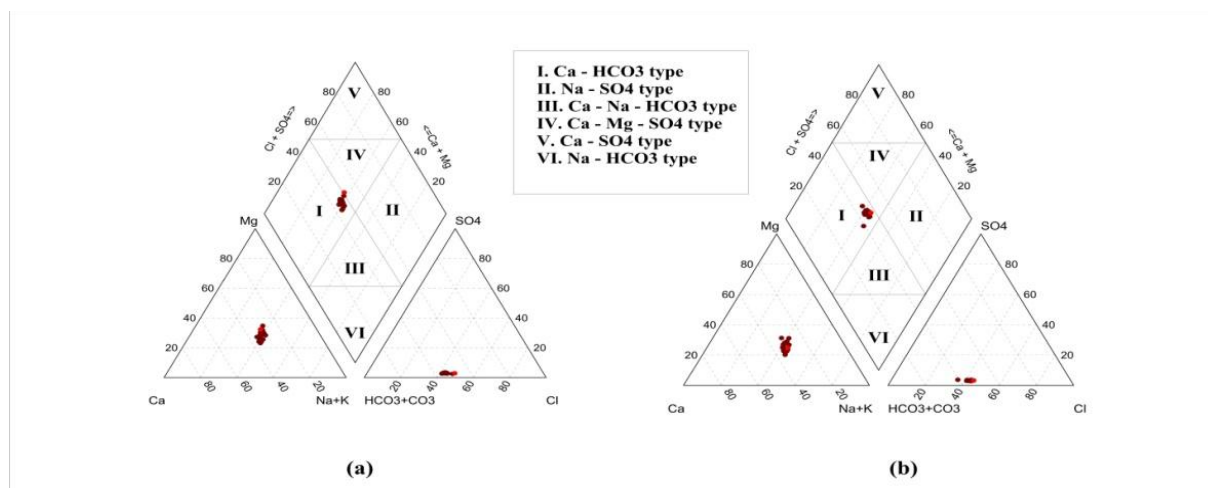 I. Ca - HCO3 type
II. Na - SO4 type
III. Ca - Na - HCO3 type
IV. Ca - Mg - SO4 type
V. Ca - SO4 type
VI. Na - HCO3 type
V
80
80
60
60
Cl + SO4=>
<=Ca + Mg
40
IV
40
20
20
I
II
Mg
SO4
III
80
80
60
60
40
40
VI
20
20
80
60
40
20
20
40
60
80
Ca
Na+K
HCO3+CO3
Cl
(a)
V
80
80
60
60
Cl + SO4=>
<=Ca + Mg
40
IV
40
20
20
I
II
Mg
SO4
III
80
80
60
60
40
40
VI
20
20
80
60
40
20
20
40
60
80
Ca
Na+K
HCO3+CO3
Cl
(b)